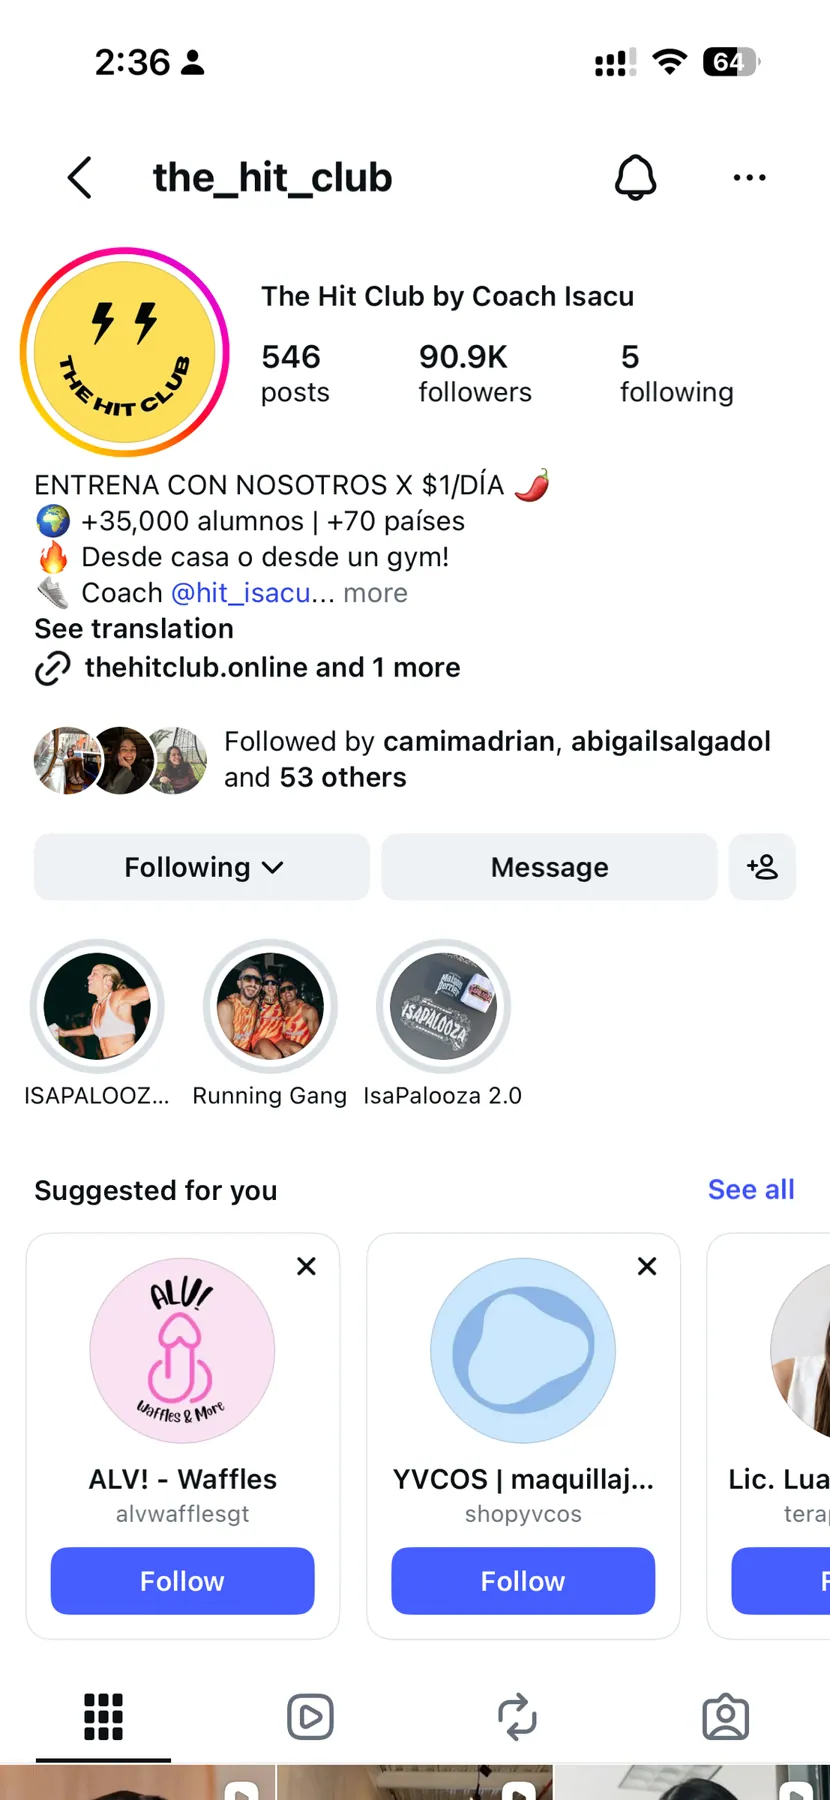 2:36
64
the_hit_club
THE HIT CLUB
The Hit Club by Coach Isacu
546 90.9K 5
posts followers following
ENTRENA CON NOSOTROS X $1/DÍA 🌶️
🌍 +35,000 alumnos | +70 países
🔥 Desde casa o desde un gym!
👟 Coach @hit_isacu... more
See translation
thehitclub.online and 1 more
Followed by camimadrian, abigailsalgadol
and 53 others
Following Message
ISAPALOOZA
ISAPALOOZ... Running Gang IsaPalooza 2.0
Suggested for you See all
ALV!
Waffles & More
ALV! - Waffles YVCOS | maquillaj... Lic. Lua
alvwafflesgt shopyvcos tera
Follow Follow F